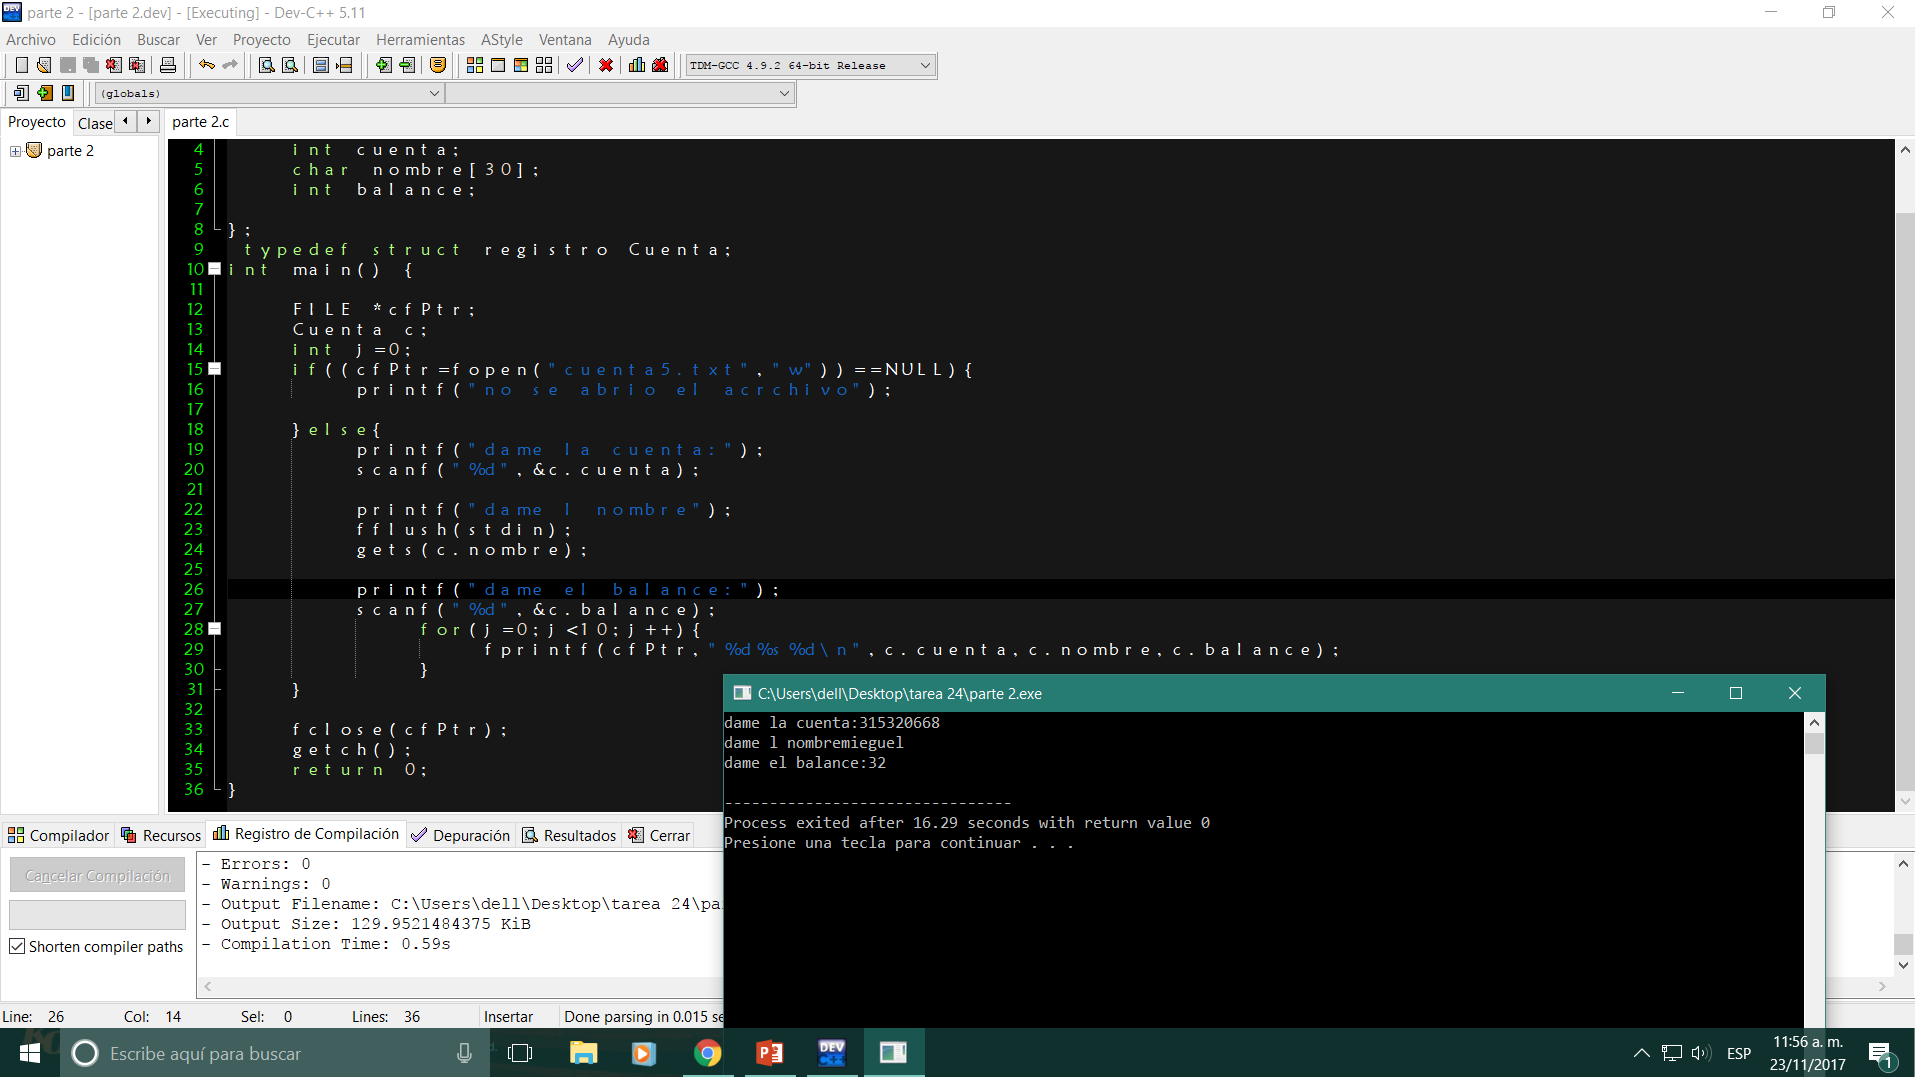 parte 2 - [parte 2.dev] - [Executing] - Dev-C++ 5.11
Archivo Edición Buscar Ver Proyecto Ejecutar Herramientas AStyle Ventana Ayuda
TDM-GCC 4.9.2 64-bit Release
(globals)
Proyecto Clase
parte 2.c
parte 2
4 int cuenta;
5 char nombre[30];
6 int balance;
7
8 };
9 typedef struct registro Cuenta;
10 int main() {
11
12 FILE *cfPtr;
13 Cuenta c;
14 int j=0;
15 if((cfPtr=fopen("cuenta5.txt","w"))==NULL){
16 printf("no se abrio el acrchivo");
17
18 }else{
19 printf("dame la cuenta:");
20 scanf("%d",&c.cuenta);
21
22 printf("dame l nombre");
23 fflush(stdin);
24 gets(c.nombre);
25
26 printf("dame el balance:");
27 scanf("%d",&c.balance);
28 for(j=0;j<10;j++){
29 fprintf(cfPtr,"%d%s %d\n",c.cuenta,c.nombre,c.balance);
30 }
31 }
32
33 fclose(cfPtr);
34 getch();
35 return 0;
36 }
C:\Users\dell\Desktop\tarea 24\parte 2.exe
dame la cuenta:315320668
dame l nombremieguel
dame el balance:32
--------------------------------
Process exited after 16.29 seconds with return value 0
Presione una tecla para continuar . . .
Compilador Recursos Registro de Compilación Depuración Resultados Cerrar
Cancelar Compilación
Shorten compiler paths
- Errors: 0
- Warnings: 0
- Output Filename: C:\Users\dell\Desktop\tarea 24\pa
- Output Size: 129.9521484375 KiB
- Compilation Time: 0.59s
Line: 26 Col: 14 Sel: 0 Lines: 36 Insertar Done parsing in 0.015 se
Escribe aquí para buscar
DEV C++
ESP
11:56 a. m.
23/11/2017
1